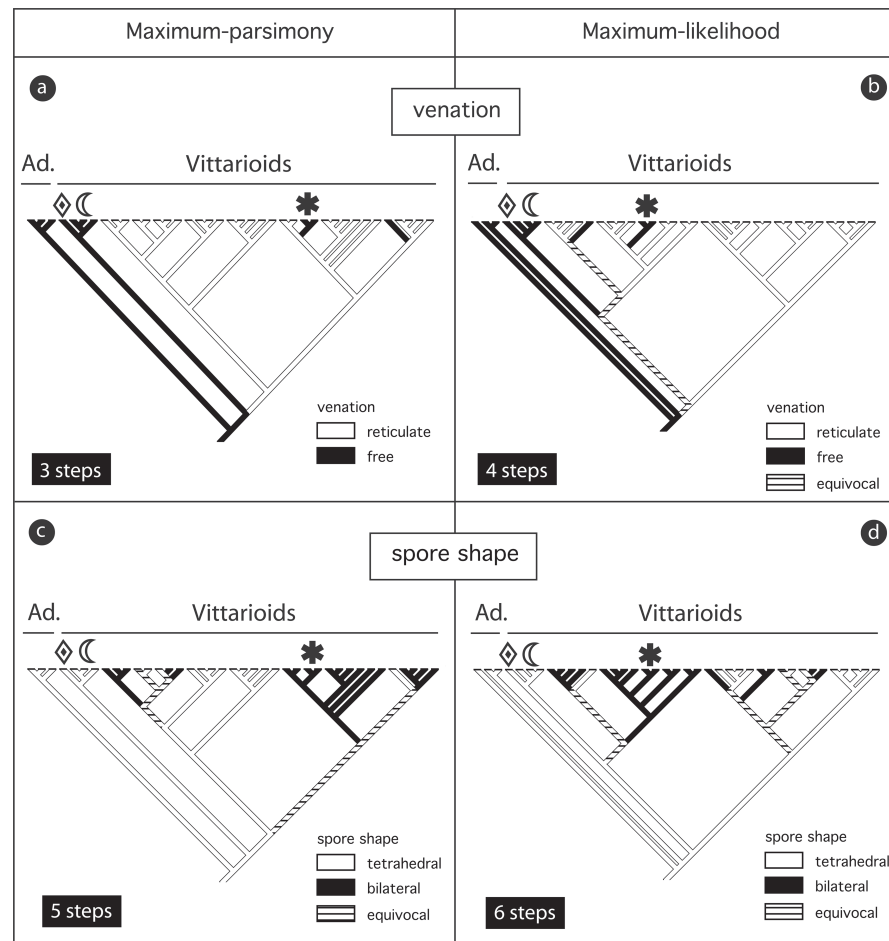 Maximum-parsimony
Maximum-likelihood
a
b
venation
Ad.
Vittarioids
Ad.
Vittarioids
venation
reticulate
free
3 steps
venation
reticulate
free
equivocal
4 steps
c
d
spore shape
Ad.
Vittarioids
Ad.
Vittarioids
spore shape
tetrahedral
bilateral
equivocal
5 steps
spore shape
tetrahedral
bilateral
equivocal
6 steps